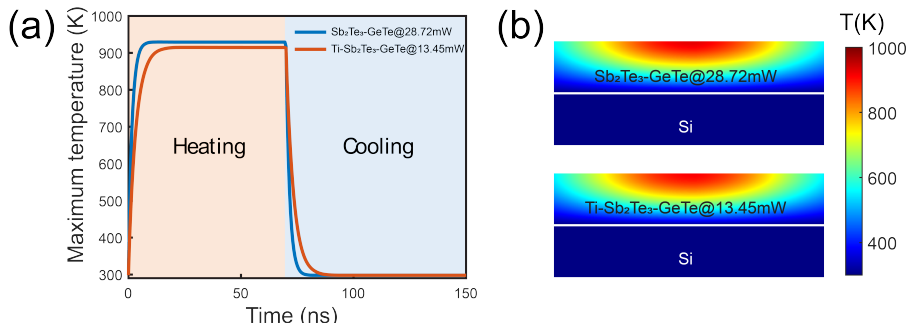 (a)
Maximum temperature (K)
1000
900
800
700
600
500
400
300
Sb₂Te₃-GeTe@28.72mW
Ti-Sb₂Te₃-GeTe@13.45mW
Heating
Cooling
0
50
100
150
Time (ns)
(b)
Sb₂Te₃-GeTe@28.72mW
Si
Ti-Sb₂Te₃-GeTe@13.45mW
Si
T(K)
1000
800
600
400